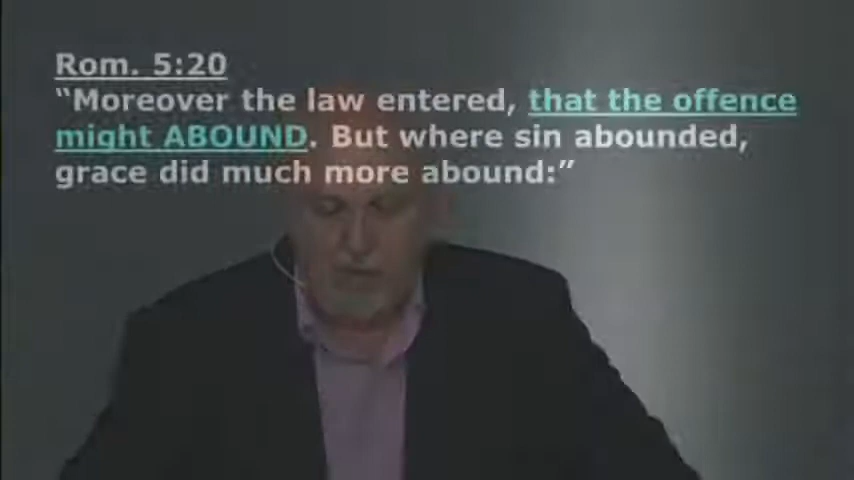 Rom. 5:20
“Moreover the law entered, that the offence
might ABOUND. But where sin abounded,
grace did much more abound:”